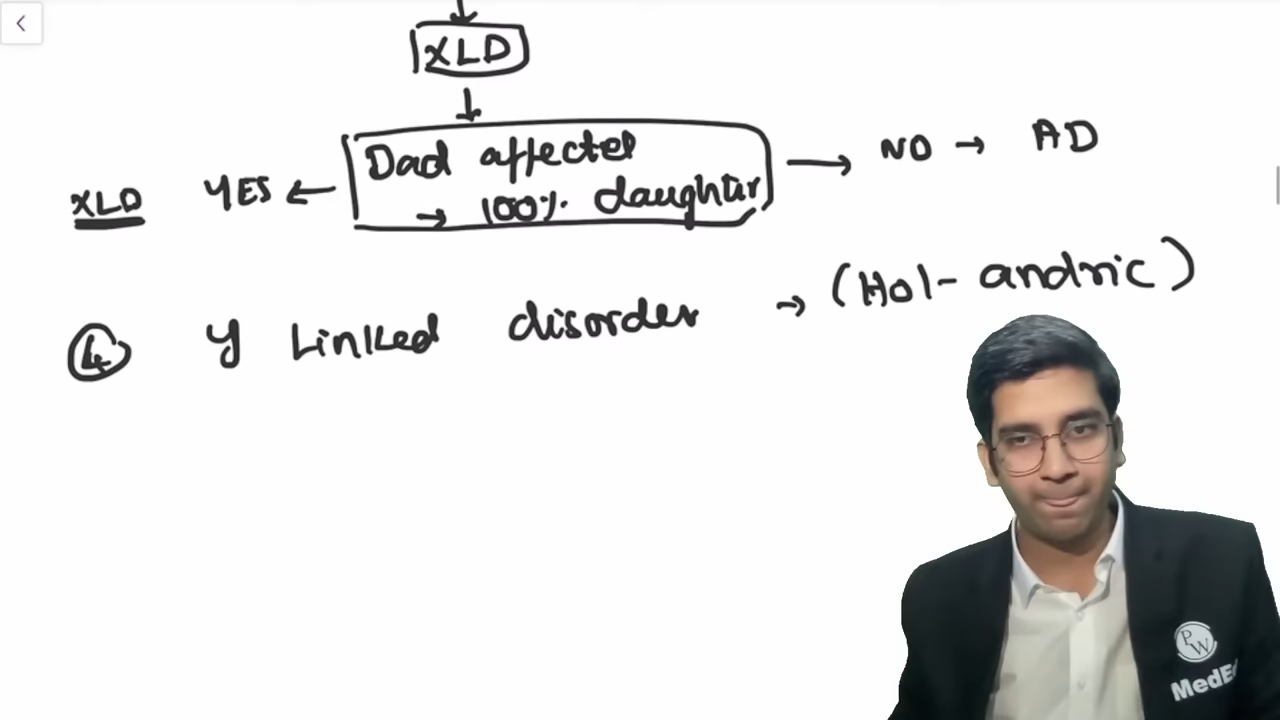 XLD
Dad affected
→ 100% daughter
XLD YES ←
→ NO → AD
④ Y Linked disorder → (Hol-andric)
PW
MedEd